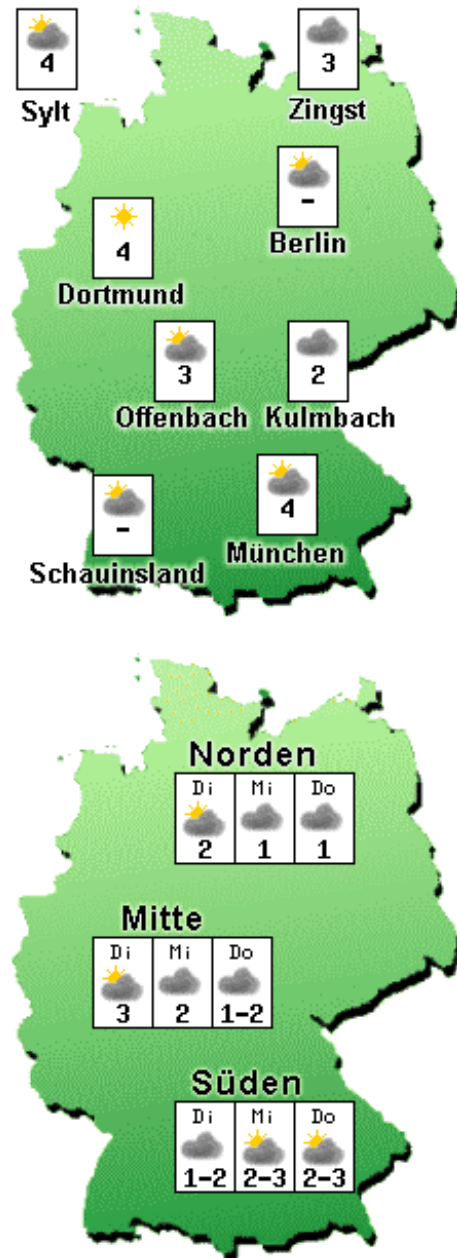 4 3
Sylt Zingst
-
Berlin
4
Dortmund
3 2
Offenbach Kulmbach
- 4
Schauinsland München
Norden
Di Mi Do
2 1 1
Mitte
Di Mi Do
3 2 1-2
Süden
Di Mi Do
1-2 2-3 2-3